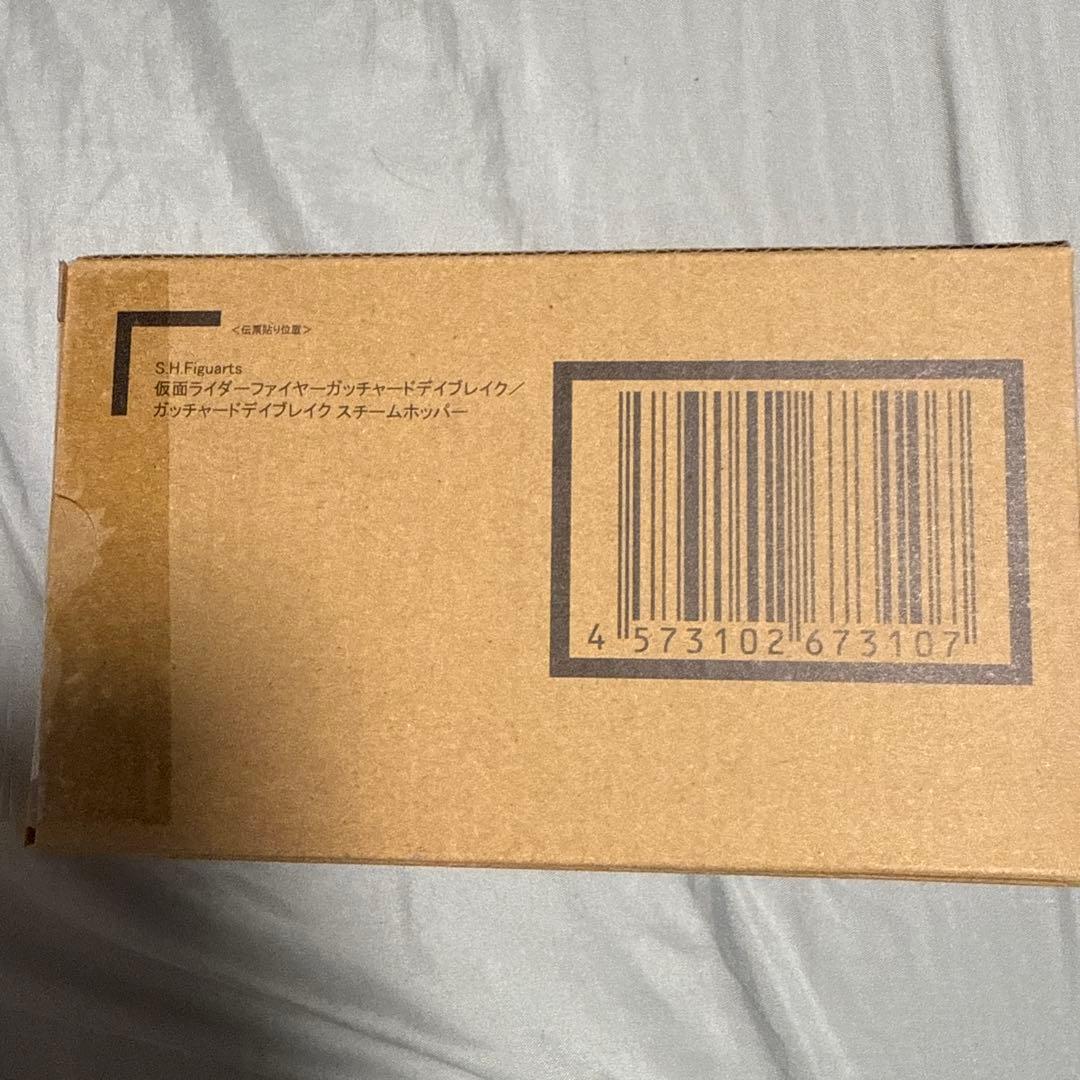 <伝票貼り位置>
S.H.Figuarts
仮面ライダーファイヤーガッチャードデイブレイク／
ガッチャードデイブレイク スチームホッパー
4 573102 673107